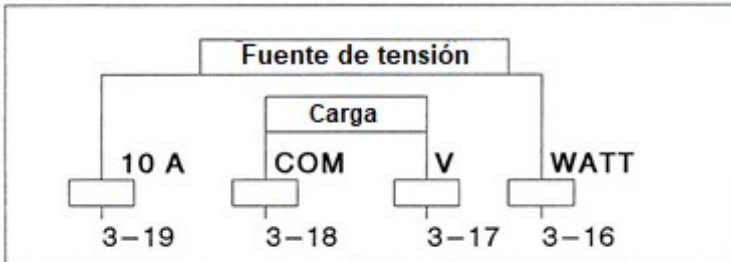 Fuente de tensión
Carga
10 A COM V WATT
3-19 3-18 3-17 3-16